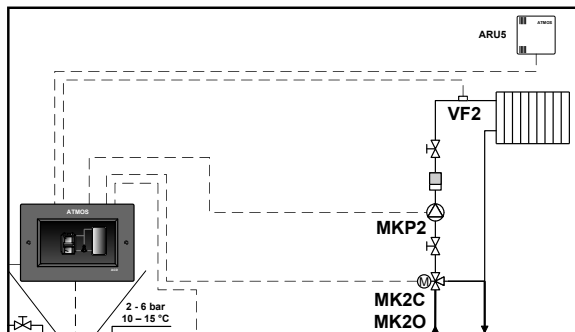 ATMOS
ARU5
VF2
ATMOS
MKP2
M
MK2C
MK2O
2 - 6 bar
10 – 15 °C